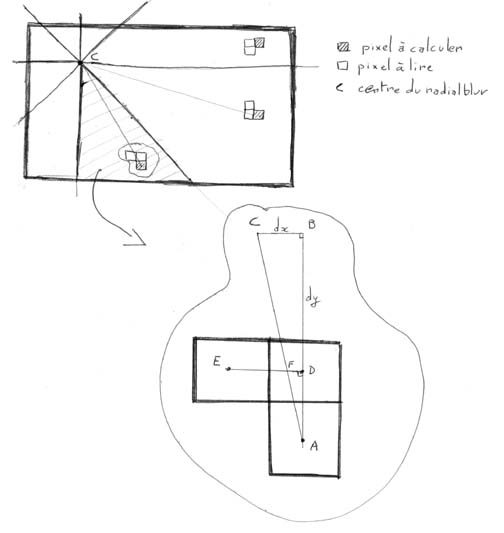 C
pixel à calculer
pixel à lire
C centre du radialblur
C dx B
dy
E F D
A